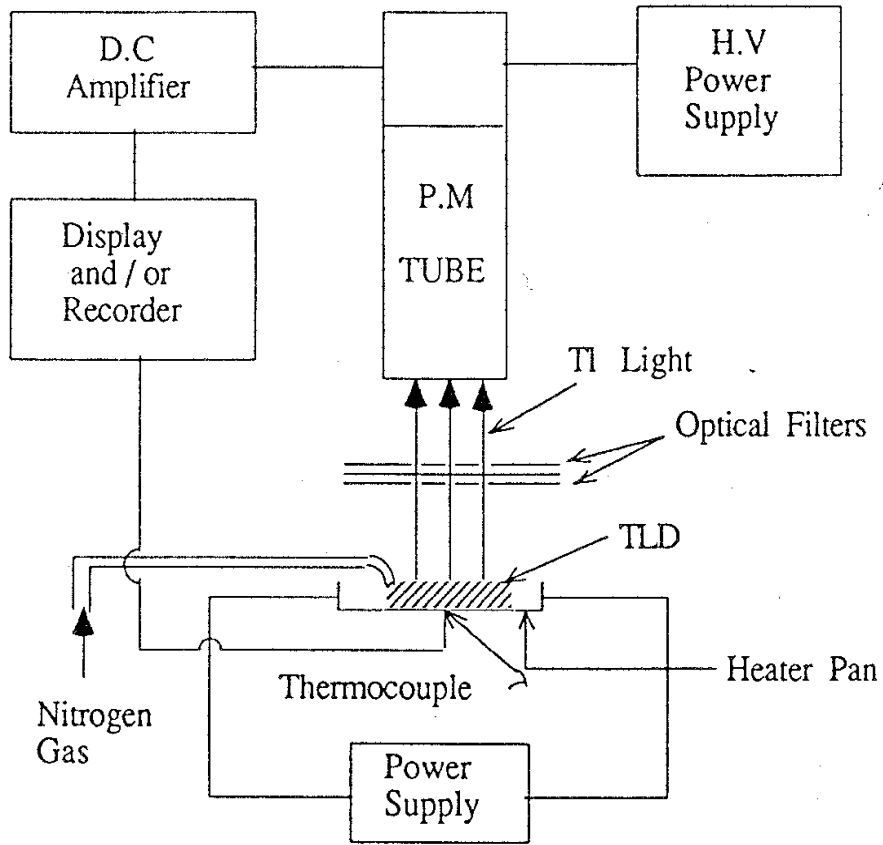 D.C
Amplifier
H.V
Power
Supply
P.M
TUBE
Display
and / or
Recorder
Tl Light
Optical Filters
TLD
Heater Pan
Thermocouple
Nitrogen
Gas
Power
Supply